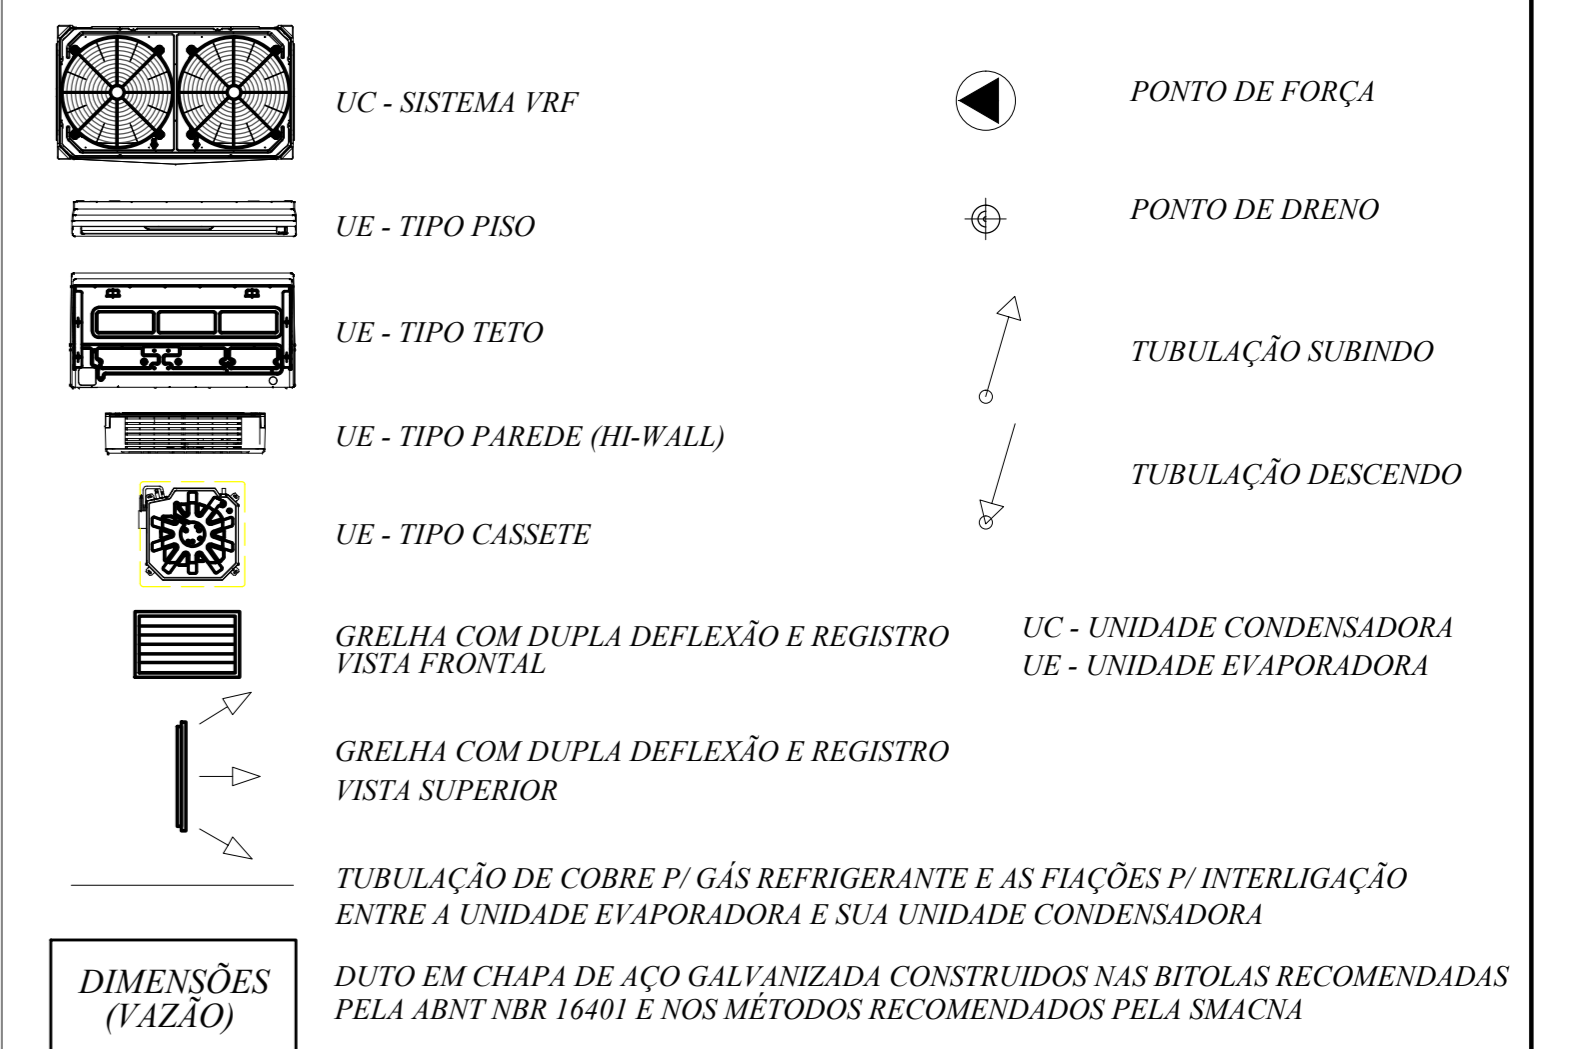 UC - SISTEMA VRF
PONTO DE FORÇA
UE - TIPO PISO
PONTO DE DRENO
UE - TIPO TETO
TUBULAÇÃO SUBINDO
UE - TIPO PAREDE (HI-WALL)
TUBULAÇÃO DESCENDO
UE - TIPO CASSETE
GRELHA COM DUPLA DEFLEXÃO E REGISTRO
VISTA FRONTAL
UC - UNIDADE CONDENSADORA
UE - UNIDADE EVAPORADORA
GRELHA COM DUPLA DEFLEXÃO E REGISTRO
VISTA SUPERIOR
TUBULAÇÃO DE COBRE P/ GÁS REFRIGERANTE E AS FIAÇÕES P/ INTERLIGAÇÃO
ENTRE A UNIDADE EVAPORADORA E SUA UNIDADE CONDENSADORA
DIMENSÕES
(VAZÃO)
DUTO EM CHAPA DE AÇO GALVANIZADA CONSTRUIDOS NAS BITOLAS RECOMENDADAS
PELA ABNT NBR 16401 E NOS MÉTODOS RECOMENDADOS PELA SMACNA